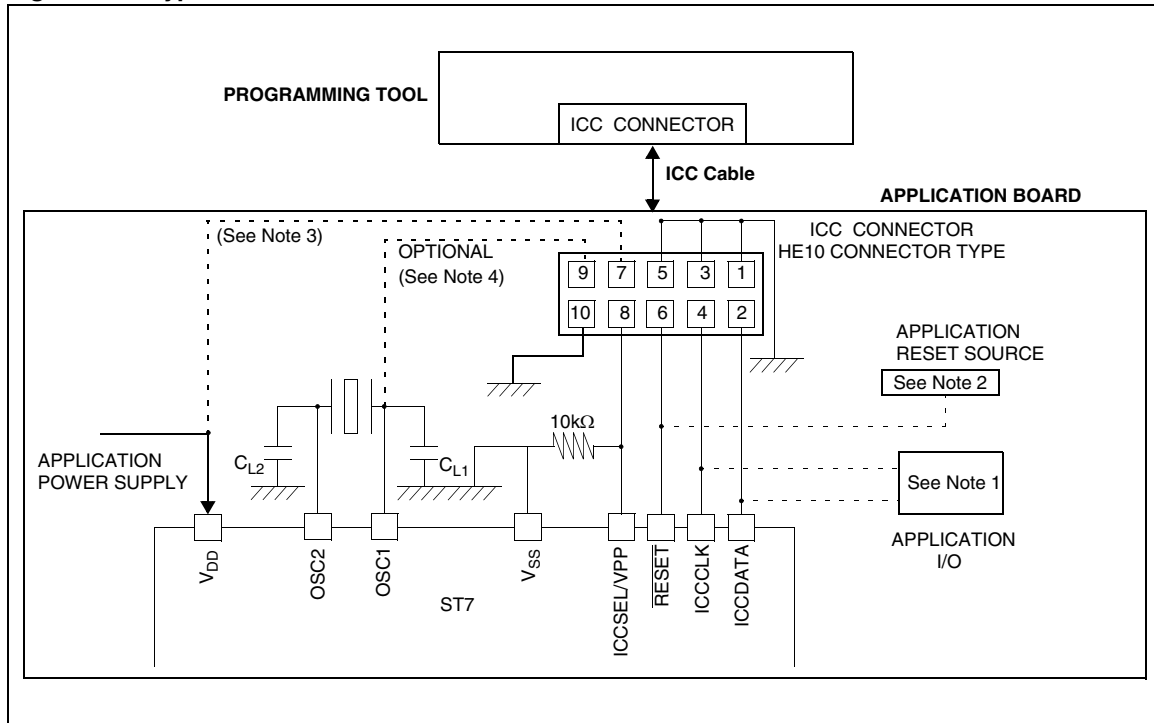 PROGRAMMING TOOL
ICC CONNECTOR
ICC Cable
APPLICATION BOARD
(See Note 3)
OPTIONAL
(See Note 4)
ICC CONNECTOR
HE10 CONNECTOR TYPE
9 7 5 3 1
10 8 6 4 2
APPLICATION
RESET SOURCE
See Note 2
10kΩ
APPLICATION
POWER SUPPLY
CL2
CL1
See Note 1
APPLICATION
I/O
VDD
OSC2
OSC1
VSS
ICCSEL/VPP
RESET
ICCCLK
ICCDATA
ST7